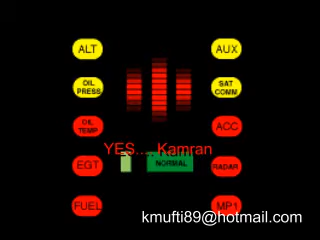 ALT
AUX
OIL PRESS
SAT COMM
OIL TEMP
ACC
YES.... Kamran
EGT
NORMAL
RADAR
FUEL
MP1
kmufti89@hotmail.com